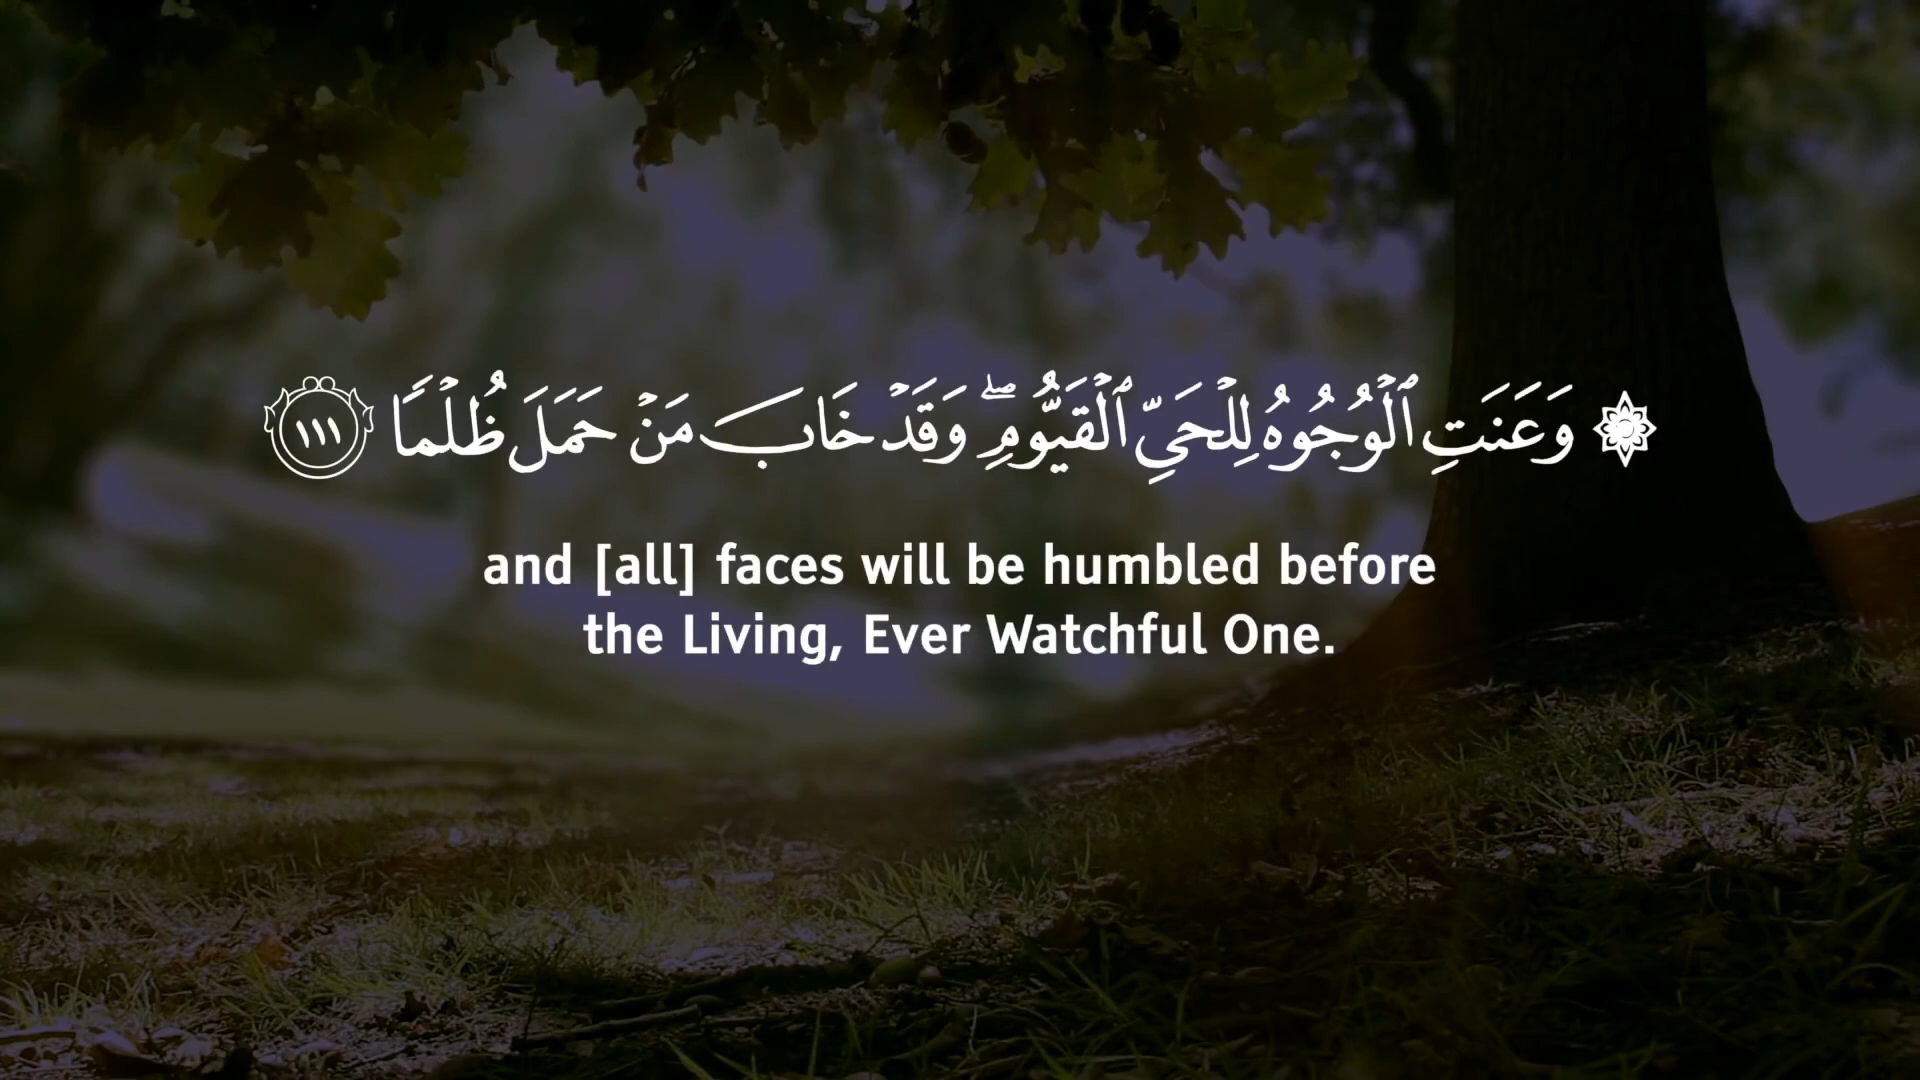 ۞ وَعَنَتِ ٱلْوُجُوهُ لِلْحَىِّ ٱلْقَيُّومِ ۖ وَقَدْ خَابَ مَنْ حَمَلَ ظُلْمًا ١١١
and [all] faces will be humbled before
the Living, Ever Watchful One.